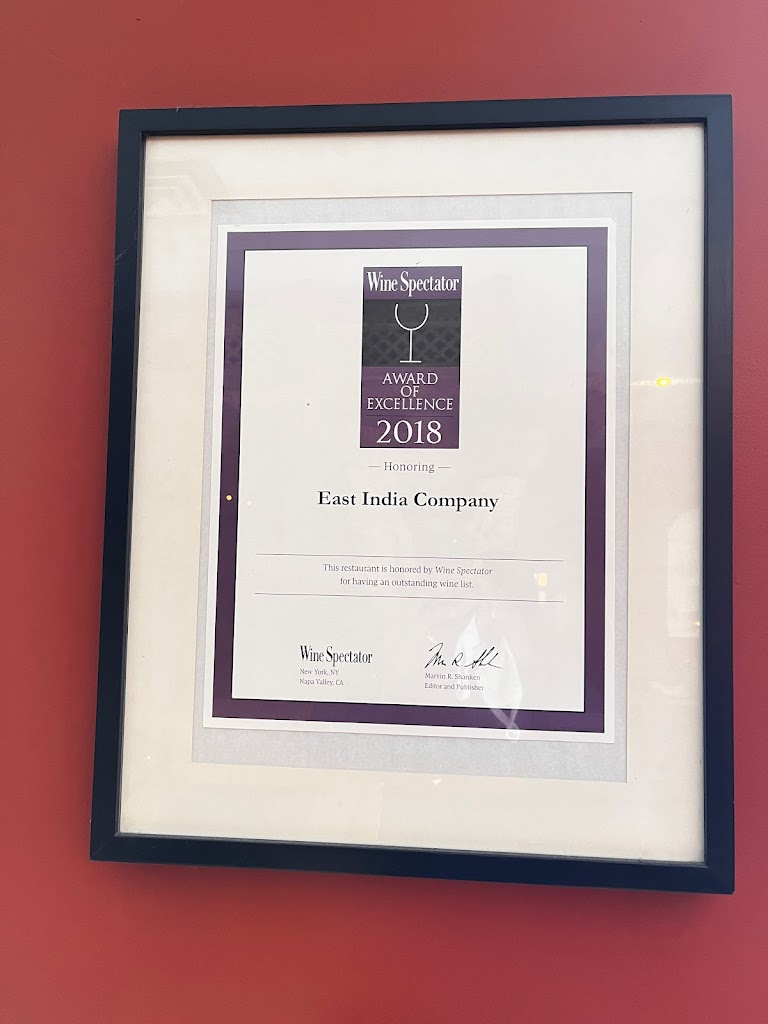 Wine Spectator
AWARD
OF
EXCELLENCE
2018
— Honoring —
East India Company
This restaurant is honored by Wine Spectator
for having an outstanding wine list.
Wine Spectator
New York, NY
Napa Valley, CA
Marvin R. Shanken
Editor and Publisher